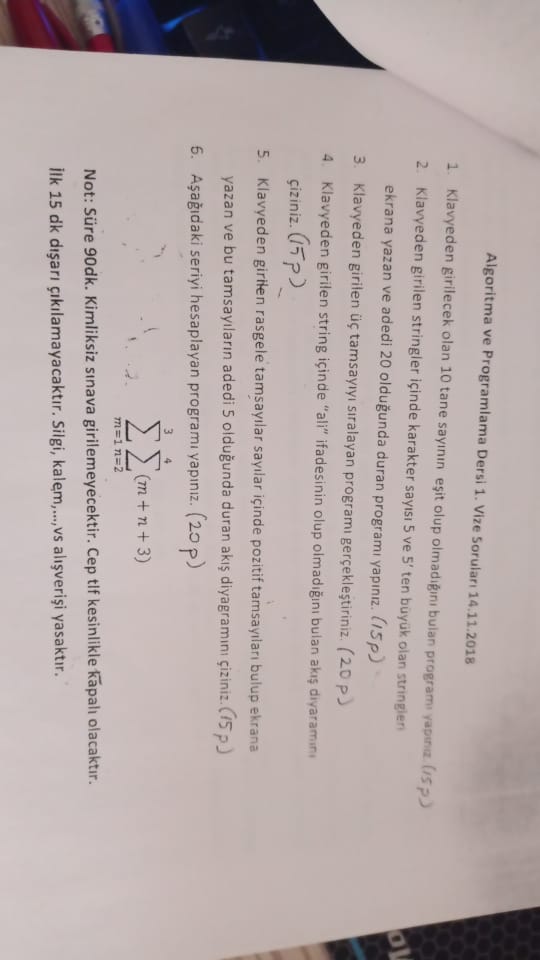 Algoritma ve Programlama Dersi 1. Vize Soruları 14.11.2018
1. Klavyeden girilecek olan 10 tane sayının eşit olup olmadığını bulan programı yapınız. (15p)
2. Klavyeden girilen stringler içinde karakter sayısı 5 ve 5' ten büyük olan stringleri
ekrana yazan ve adedi 20 olduğunda duran programı yapınız. (15p)
3. Klavyeden girilen üç tamsayıyı sıralayan programı gerçekleştiriniz. (20p)
4. Klavyeden girilen string içinde "ali" ifadesinin olup olmadığını bulan akış diyaramını
çiziniz. (15p)
5. Klavyeden girilen rasgele tamsayılar sayılar içinde pozitif tamsayıları bulup ekrana
yazan ve bu tamsayıların adedi 5 olduğunda duran akış diyagramını çiziniz. (15p)
6. Aşağıdaki seriyi hesaplayan programı yapınız. (20p)
3 4
∑ ∑ (m + n + 3)
m=1 n=2
Not: Süre 90dk. Kimliksiz sınava girilemeyecektir. Cep tlf kesinlikle kapalı olacaktır.
İlk 15 dk dışarı çıkılamayacaktır. Silgi, kalem,...,vs alışverişi yasaktır.